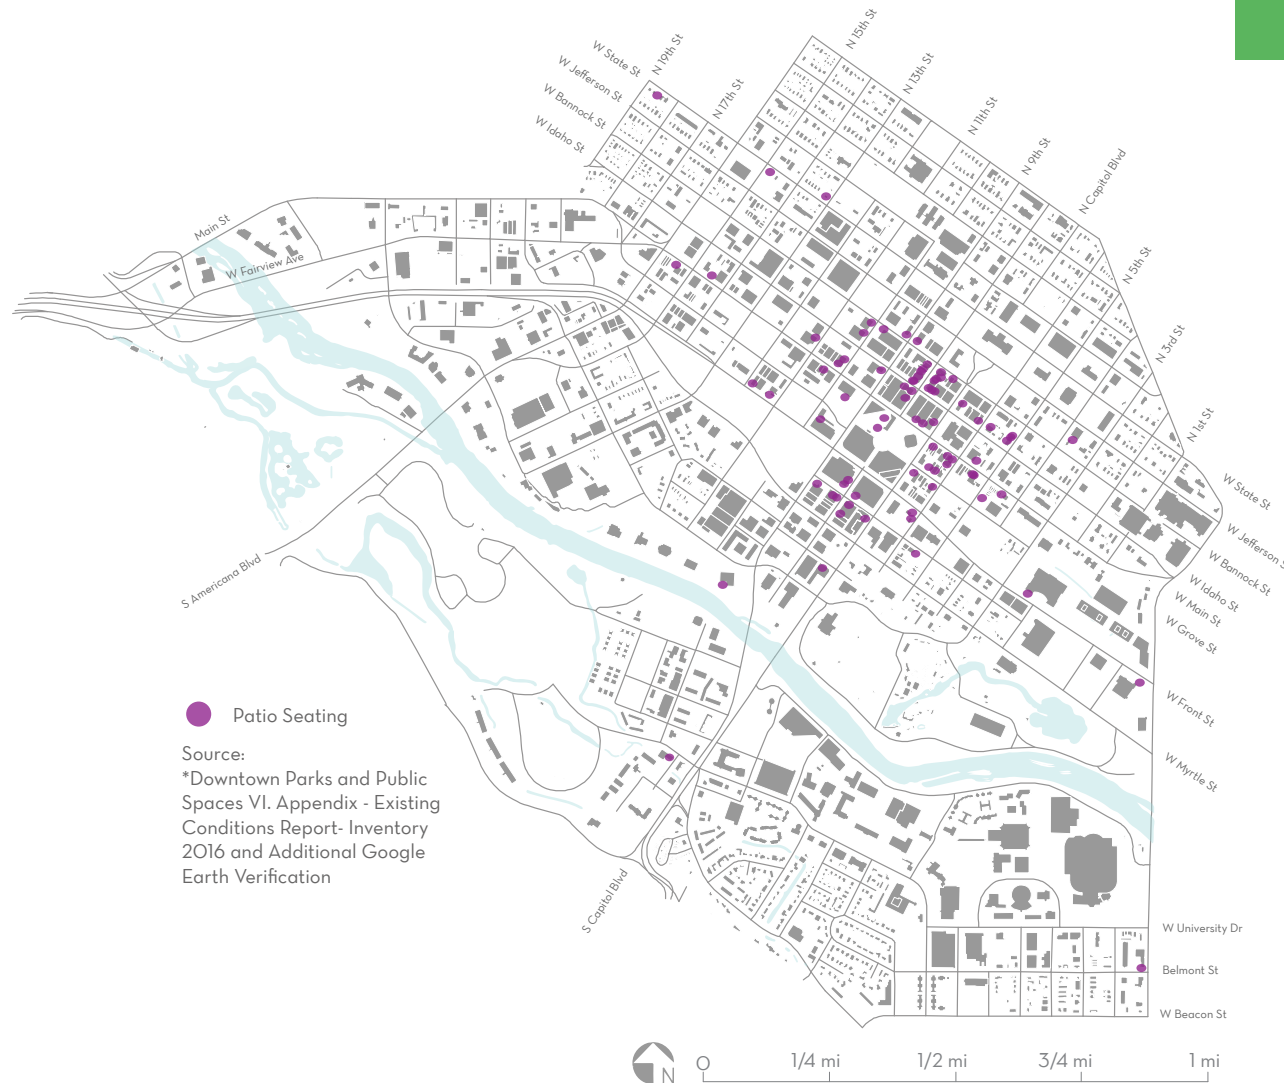 N 15th St
N 19th St
W State St
N 13th St
W Jefferson St
N 17th St
W Bannock St
N 11th St
W Idaho St
N 9th St
N Capitol Blvd
Main St
N 5th St
W Fairview Ave
N 3rd St
N 1st St
W State St
W Jefferson S
S Americana Blvd
W Bannock St
W Idaho St
W Main St
W Grove St
W Front St
Patio Seating
Source:
*Downtown Parks and Public
Spaces VI. Appendix - Existing
Conditions Report- Inventory
2016 and Additional Google
Earth Verification
W Myrtle St
S Capitol Blvd
W University Dr
Belmont St
W Beacon St
N
0 1/4 mi 1/2 mi 3/4 mi 1 mi